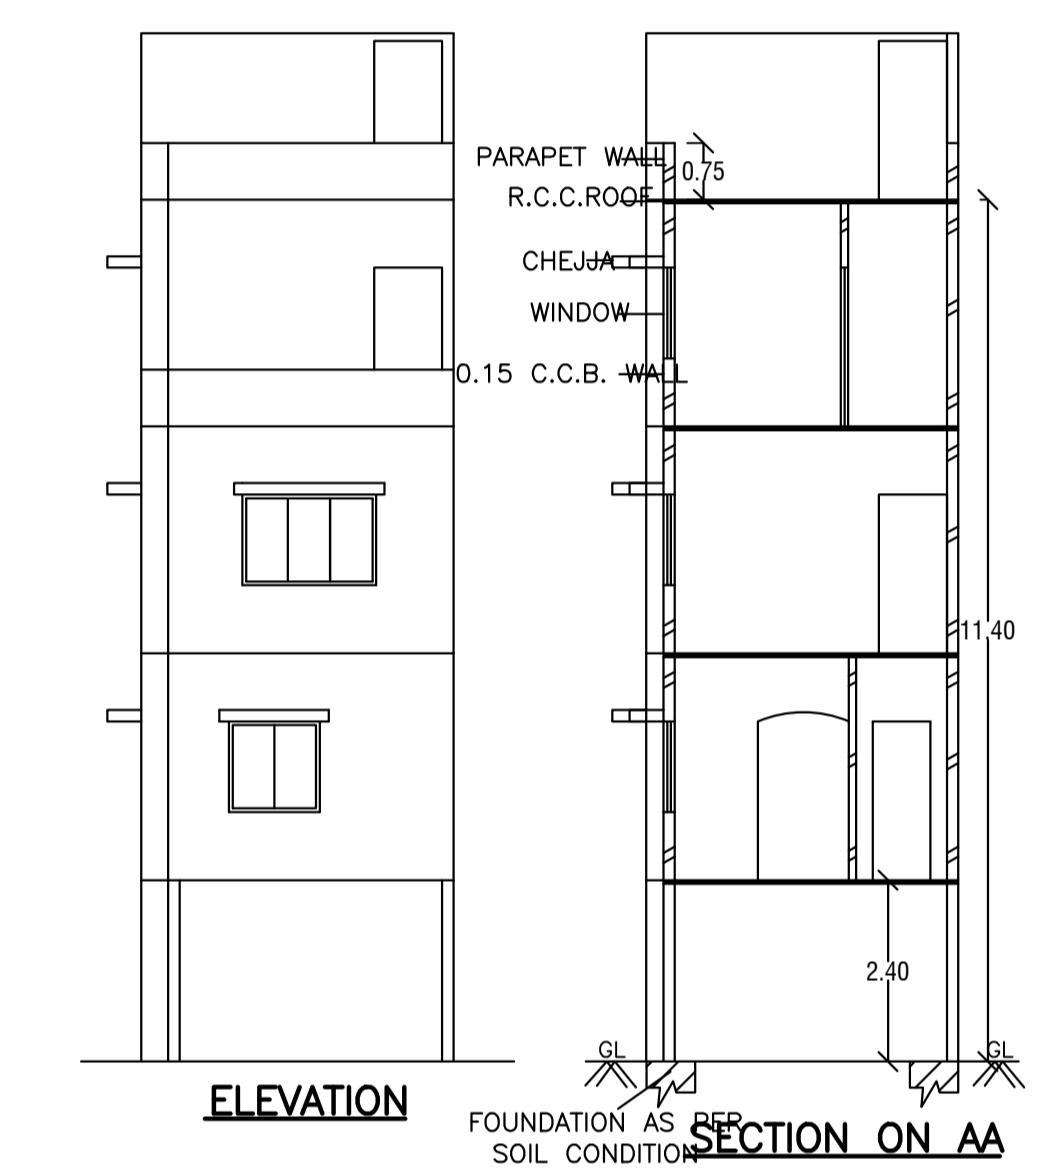 PARAPET WALL
0.75
R.C.C.ROOF
CHEJJA
WINDOW
0.15 C.C.B. WALL
11.40
2.40
GL
GL
ELEVATION
FOUNDATION AS PER
SOIL CONDITION
SECTION ON AA